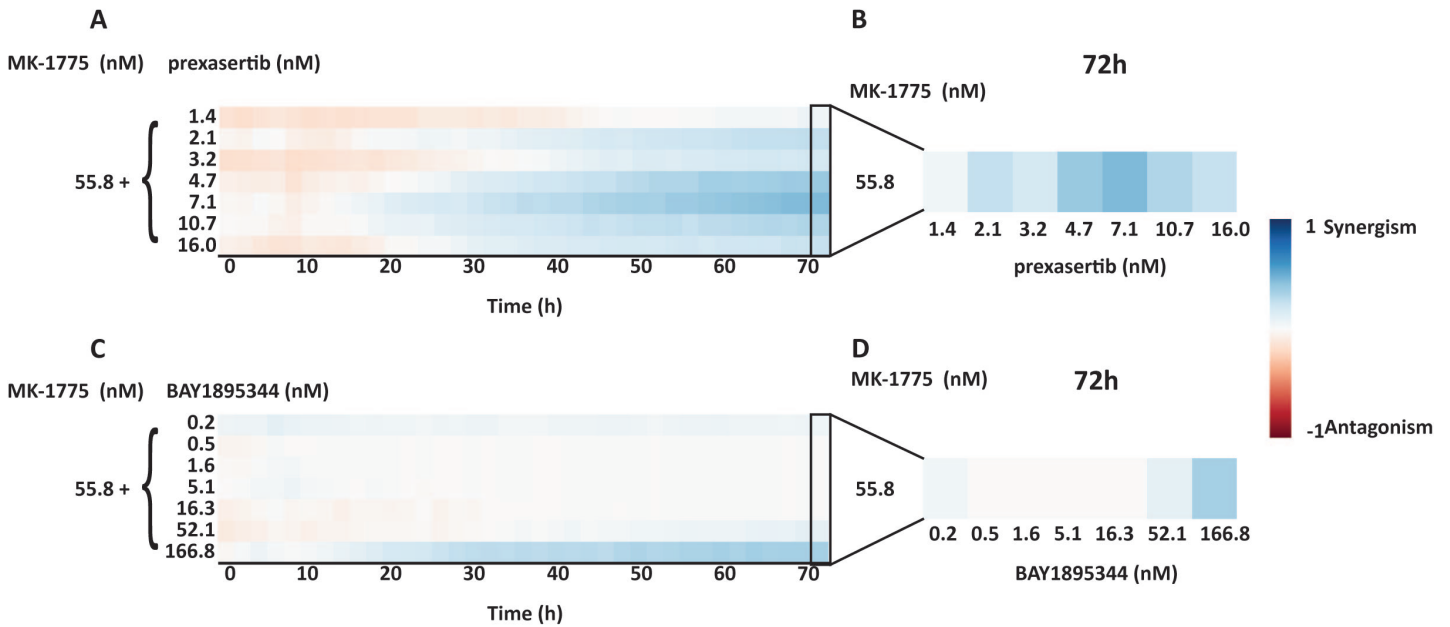 A
B
MK-1775 (nM) prexasertib (nM)
72h
MK-1775 (nM)
1.4
2.1
3.2
4.7
7.1
10.7
16.0
55.8 +
55.8
1.4 2.1 3.2 4.7 7.1 10.7 16.0
prexasertib (nM)
0 10 20 30 40 50 60 70
Time (h)
1 Synergism
-1 Antagonism
C
D
MK-1775 (nM) BAY1895344 (nM)
MK-1775 (nM) 72h
0.2
0.5
1.6
5.1
16.3
52.1
166.8
55.8 +
55.8
0.2 0.5 1.6 5.1 16.3 52.1 166.8
BAY1895344 (nM)
0 10 20 30 40 50 60 70
Time (h)